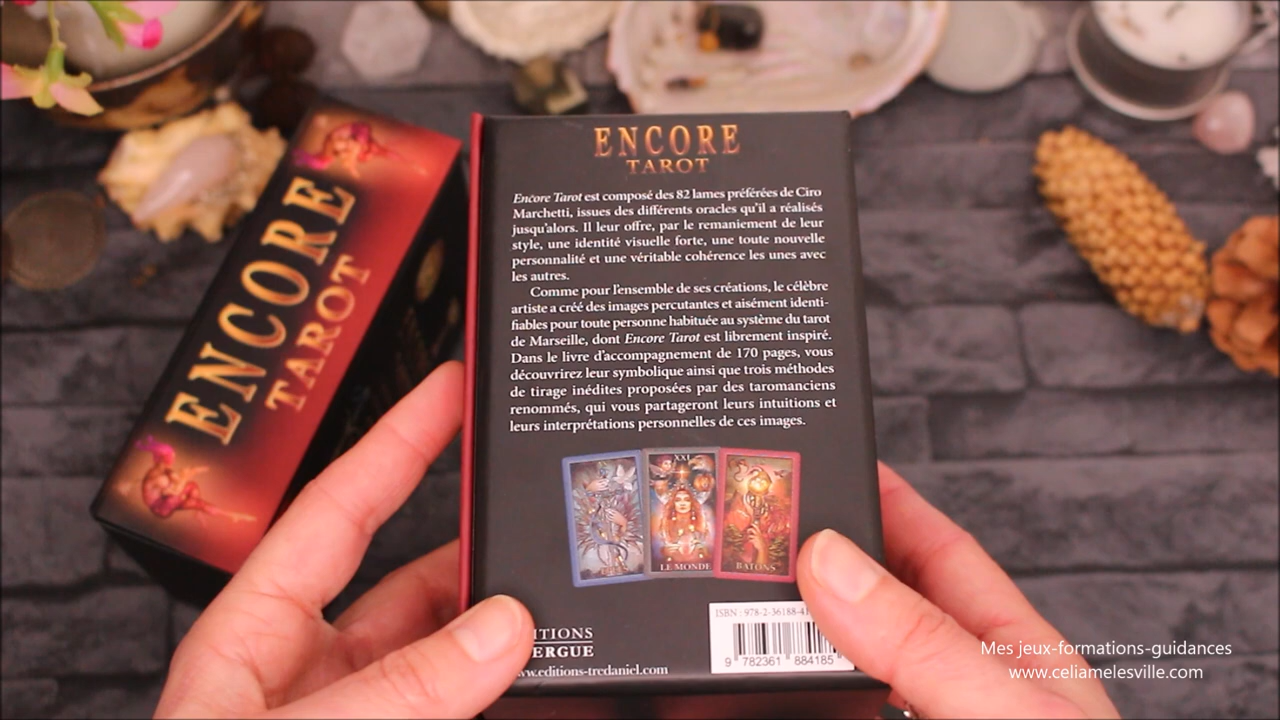 ENCORE
TAROT
ENCORE
TAROT
Encore Tarot est composé des 82 lames préférées de Ciro
Marchetti, issues des différents oracles qu'il a réalisés
jusqu'alors. Il leur offre, par le remaniement de leur
style, une identité visuelle forte, une toute nouvelle
personnalité et une véritable cohérence les unes avec
les autres.
Comme pour l'ensemble de ses créations, le célèbre
artiste a créé des images percutantes et aisément identi-
fiables pour toute personne habituée au système du tarot
de Marseille, dont Encore Tarot est librement inspiré.
Dans le livre d'accompagnement de 170 pages, vous
découvrirez leur symbolique ainsi que trois méthodes
de tirage inédites proposées par des taromanciens
renommés, qui vous partageront leurs intuitions et
leurs interprétations personnelles de ces images.
XXI
LE MONDE
BATONS
ISBN : 978-2-36188-41
9 782361 884185
ITIONS
ERGUE
w.editions-tredaniel.com
Mes jeux-formations-guidances
www.celiamelesville.com